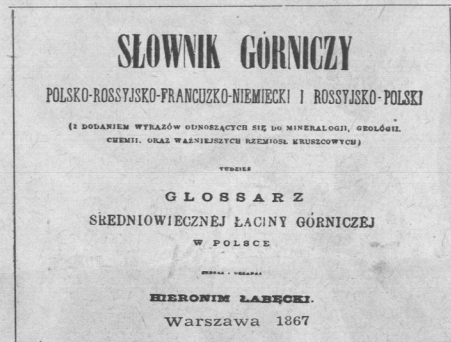 SŁOWNIK GÓRNICZY
POLSKO-ROSSYJSKO-FRANCUZKO-NIEMIECKI I ROSSYJSKO-POLSKI
(Z DODANIEM WYRAZÓW ODNOSZĄCYCH SIĘ DO MINERALOGII, GEOLOGII,
CHEMII, ORAZ WAŻNIEJSZYCH RZEMIOSŁ KRUSZCOWYCH)
TUDZIEŻ
GLOSSARZ
ŚREDNIOWIECZNEJ ŁACINY GÓRNICZEJ
W POLSCE
HIERONIM ŁABĘCKI.
Warszawa 1867